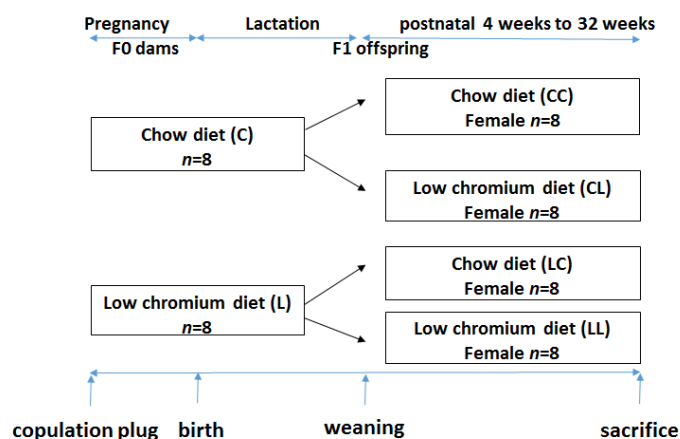 Pregnancy Lactation postnatal 4 weeks to 32 weeks
F0 dams F1 offspring
Chow diet (CC)
Female n=8
Chow diet (C)
n=8
Low chromium diet (CL)
Female n=8
Chow diet (LC)
Female n=8
Low chromium diet (L)
n=8
Low chromium diet (LL)
Female n=8
copulation plug birth weaning sacrifice